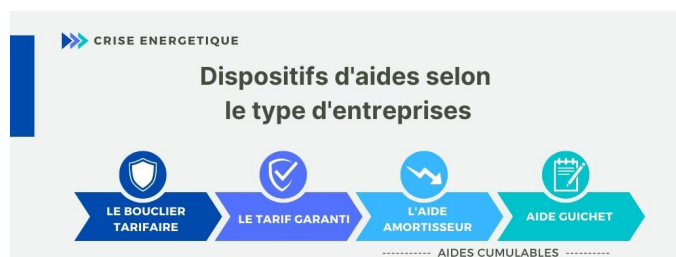 CRISE ENERGETIQUE
Dispositifs d'aides selon
le type d'entreprises
LE BOUCLIER
TARIFAIRE
LE TARIF GARANTI
L'AIDE
AMORTISSEUR
AIDE GUICHET
----------- AIDES CUMULABLES ----------